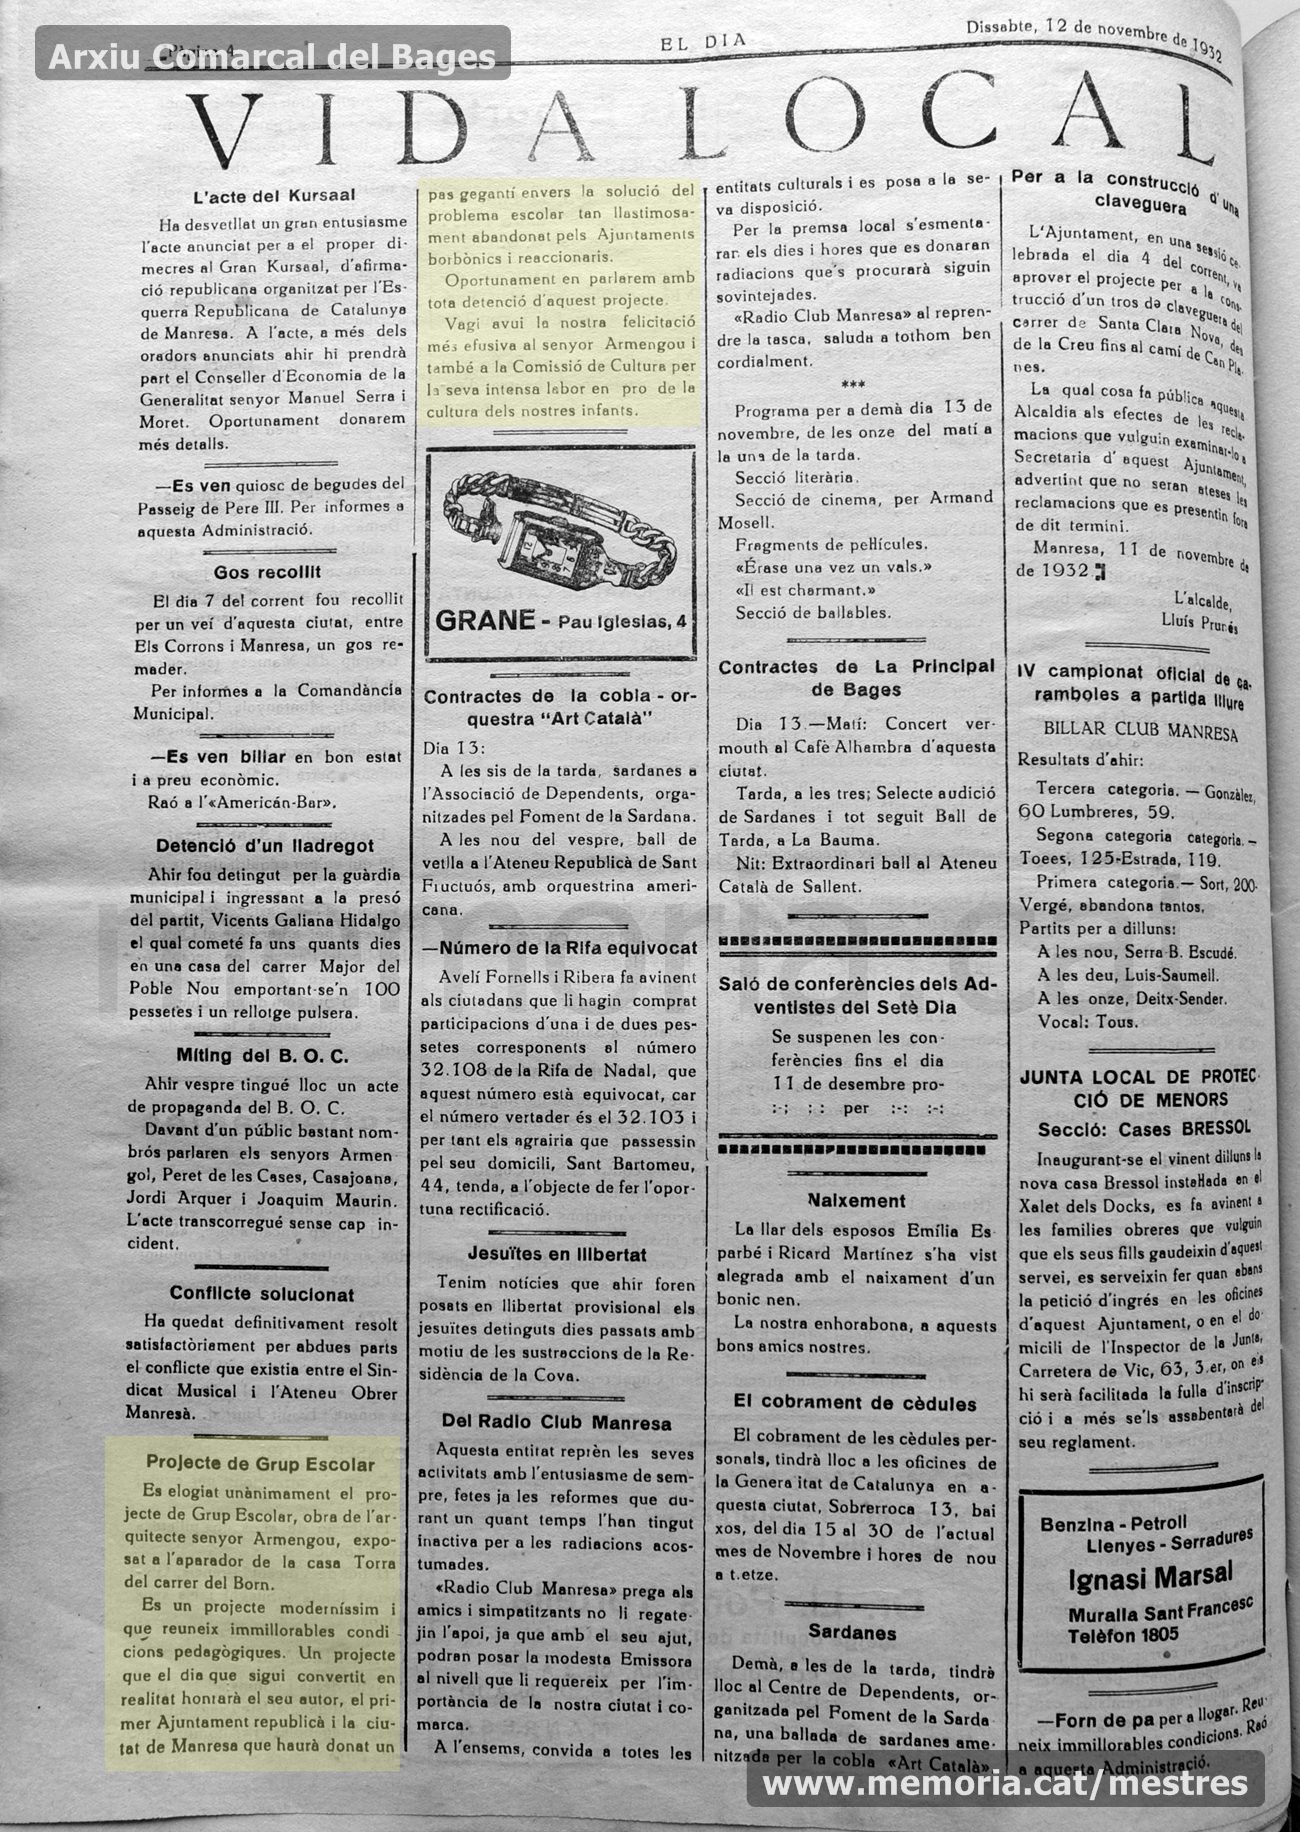 Arxiu Comarcal del Bages
EL DIA
Dissabte, 12 de novembre de 1932
VIDA LOCAL
L'acte del Kursaal
Ha desvetllat un gran entusiasme
l'acte anunciat per a el proper di-
mecres al Gran Kursaal, d'afirma-
ció republicana organitzat per l'Es-
querra Republicana de Catalunya
de Manresa. A l'acte, a més dels
oradors anunciats ahir hi prendrà
part el Conseller d'Economia de la
Generalitat senyor Manuel Serra i
Moret. Oportunament donarem
més detalls.
—Es ven quiosc de begudes del
Passeig de Pere III. Per informes a
aquesta Administració.
Gos recollit
El dia 7 del corrent fou recollit
per un veí d'aquesta ciutat, entre
Els Corrons i Manresa, un gos re-
mader.
Per informes a la Comandància
Municipal.
—Es ven billar en bon estat
i a preu econòmic.
Raó a l'«Americán-Bar».
Detenció d'un lladregot
Ahir fou detingut per la guàrdia
municipal i ingressant a la presó
del partit, Vicents Galiana Hidalgo
el qual cometé fa uns quants dies
en una casa del carrer Major del
Poble Nou emportant-se'n 100
pessetes i un rellotge pulsera.
Míting del B. O. C.
Ahir vespre tingué lloc un acte
de propaganda del B. O. C.
Davant d'un públic bastant nom-
brós parlaren els senyors Armen
gol, Peret de les Cases, Casajoana,
Jordi Arquer i Joaquim Maurin.
L'acte transcorregué sense cap in-
cident.
Conflicte solucionat
Ha quedat definitivament resolt
satisfactòriament per abdues parts
el conflicte que existia entre el Sin-
dicat Musical i l'Ateneu Obrer
Manresà.
Projecte de Grup Escolar
Es elogiat unànimament el pro-
jecte de Grup Escolar, obra de l'ar-
quitecte senyor Armengou, expo-
sat a l'aparador de la casa Torra
del carrer del Born.
Es un projecte moderníssim i
que reuneix immillorables condi
cions pedagògiques. Un projecte
que el dia que sigui convertit en
realitat honrarà el seu autor, el pri-
mer Ajuntament republicà i la ciu-
tat de Manresa que haurà donat un
pas gegantí envers la solució del
problema escolar tan llastimosa-
ment abandonat pels Ajuntaments
borbònics i reaccionaris.
Oportunament en parlarem amb
tota detenció d'aquest projecte.
Vagi avui la nostra felicitació
més efusiva al senyor Armengou i
també a la Comissió de Cultura per
la seva intensa labor en pro de la
cultura dels nostres infants.
GRANE - Pau Iglesias, 4
Contractes de la cobla - or-
questra "Art Català"
Dia 13:
A les sis de la tarda, sardanes a
l'Associació de Dependents, orga-
nitzades pel Foment de la Sardana.
A les nou del vespre, ball de
vetlla a l'Ateneu Republicà de Sant
Fructuós, amb orquestrina ameri-
cana.
—Número de la Rifa equivocat
Avelí Fornells i Ribera fa avinent
als ciutadans que li hagin comprat
participacions d'una i de dues pes-
setes corresponents al número
32.108 de la Rifa de Nadal, que
aquest número està equivocat, car
el número vertader és el 32.103 i
per tant els agrairia que passessin
pel seu domicili, Sant Bartomeu,
44, tenda, a l'objecte de fer l'opor-
tuna rectificació.
Jesuïtes en llibertat
Tenim notícies que ahir foren
posats en llibertat provisional els
jesuïtes detinguts dies passats amb
motiu de les sustraccions de la Re-
sidència de la Cova.
Del Radio Club Manresa
Aquesta entitat reprèn les seves
activitats amb l'entusiasme de sem-
pre, fetes ja les reformes que du-
rant un quant temps l'han tingut
inactiva per a les radiacions acos-
tumades.
«Radio Club Manresa» prega als
amics i simpatitzants no li regate-
jin l'apoi, ja que amb el seu ajut,
podran posar la modesta Emissora
al nivell que li requereix per l'im-
portància de la nostra ciutat i co-
marca.
A l'ensems, convida a totes les
entitats culturals i es posa a la se-
va disposició.
Per la premsa local s'esmenta-
rar els dies i hores que es donaran
radiacions que's procurarà siguin
sovintejades.
«Radio Club Manresa» al repren-
dre la tasca, saluda a tothom ben
cordialment.
***
Programa per a demà dia 13 de
novembre, de les onze del matí a
la una de la tarda.
Secció literària.
Secció de cinema, per Armand
Mosell.
Fragments de pel·lícules.
«Érase una vez un vals.»
«Il est charmant.»
Secció de ballables.
Contractes de La Principal
de Bages
Dia 13.—Matí: Concert ver-
mouth al Cafè Alhambra d'aquesta
ciutat.
Tarda, a les tres; Selecte audició
de Sardanes i tot seguit Ball de
Tarda, a La Bauma.
Nit: Extraordinari ball al Ateneu
Català de Sallent.
Saló de conferències dels Ad-
ventistes del Setè Dia
Se suspenen les con-
ferències fins el dia
11 de desembre pro-
:-: : : per :-: :-:
Naixement
La llar dels esposos Emília Es
parbé i Ricard Martínez s'ha vist
alegrada amb el naixament d'un
bonic nen.
La nostra enhorabona, a aquests
bons amics nostres.
El cobrament de cèdules
El cobrament de les cèdules per-
sonals, tindrà lloc a les oficines de
la Genera itat de Catalunya en a-
questa ciutat, Sobrerroca 13, bai
xos, del dia 15 al 30 de l'actual
mes de Novembre i hores de nou
a t.etze.
Sardanes
Demà, a les de la tarda, tindrà
lloc al Centre de Dependents, or-
ganitzada pel Foment de la Sarda
na, una ballada de sardanes ame-
nitzada per la cobla «Art Català».
Per a la construcció d'una
claveguera
L'Ajuntament, en una sessió ce-
lebrada el dia 4 del corrent, va
aprovar el projecte per a la cons-
trucció d'un tros de claveguera del
carrer de Santa Clara Nova, des
de la Creu fins al camí de Can Pla-
nes.
La qual cosa fa pública aquesta
Alcaldia als efectes de les recla-
macions que vulguin examinar-lo a
Secretaria d'aquest Ajuntament,
advertint que no seran ateses les
reclamacions que es presentin fora
de dit termini.
Manresa, 11 de novembre de
de 1932
L'alcalde,
Lluís Prunés
IV campionat oficial de ca-
ramboles a partida lliure
BILLAR CLUB MANRESA
Resultats d'ahir:
Tercera categoria. — Gonzàlez,
60 Lumbreres, 59.
Segona categoria categoria.—
Toees, 125-Estrada, 119.
Primera categoria.— Sort, 200-
Vergé, abandona tantos.
Partits per a dilluns:
A les nou, Serra-B. Escudé.
A les deu, Luis-Saumell.
A les onze, Deitx-Sender.
Vocal: Tous.
JUNTA LOCAL DE PROTEC-
CIÓ DE MENORS
Secció: Cases BRESSOL
Inaugurant-se el vinent dilluns la
nova casa Bressol instal·lada en el
Xalet dels Docks, es fa avinent a
les families obreres que vulguin
que els seus fills gaudeixin d'aquest
servei, es serveixin fer quan abans
la petició d'ingrés en les oficines
d'aquest Ajuntament, o en el do-
micili de l'Inspector de la Junta,
Carretera de Vic, 63, 3.er, on els
hi serà facilitada la fulla d'inscrip-
ció i a més se'ls assabentarà del
seu reglament.
Benzina - Petroli
Llenyes - Serradures
Ignasi Marsal
Muralla Sant Francesc
Telèfon 1805
—Forn de pa per a llogar. Reu-
neix immillorables condicions. Raó
a aquesta Administració.
www.memoria.cat/mestres